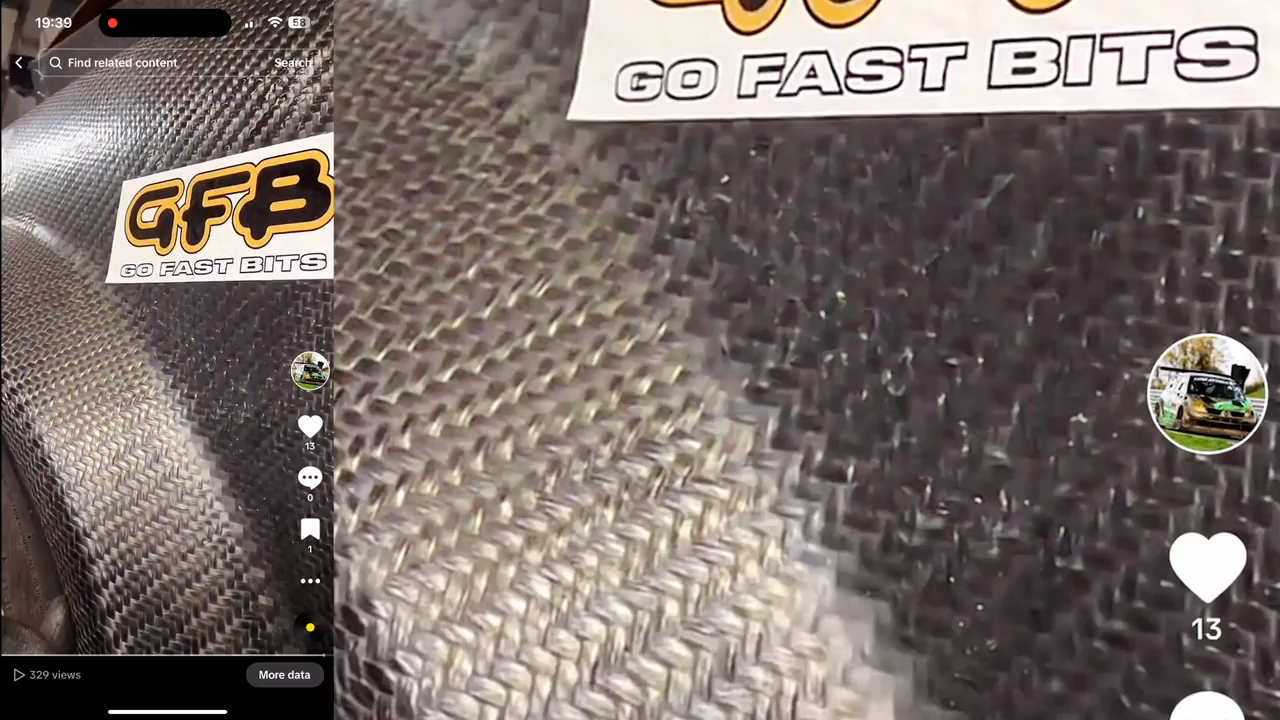 19:39
58
Find related content
Search
GFB
GO FAST BITS
13
0
1
329 views
More data
GO FAST BITS
13